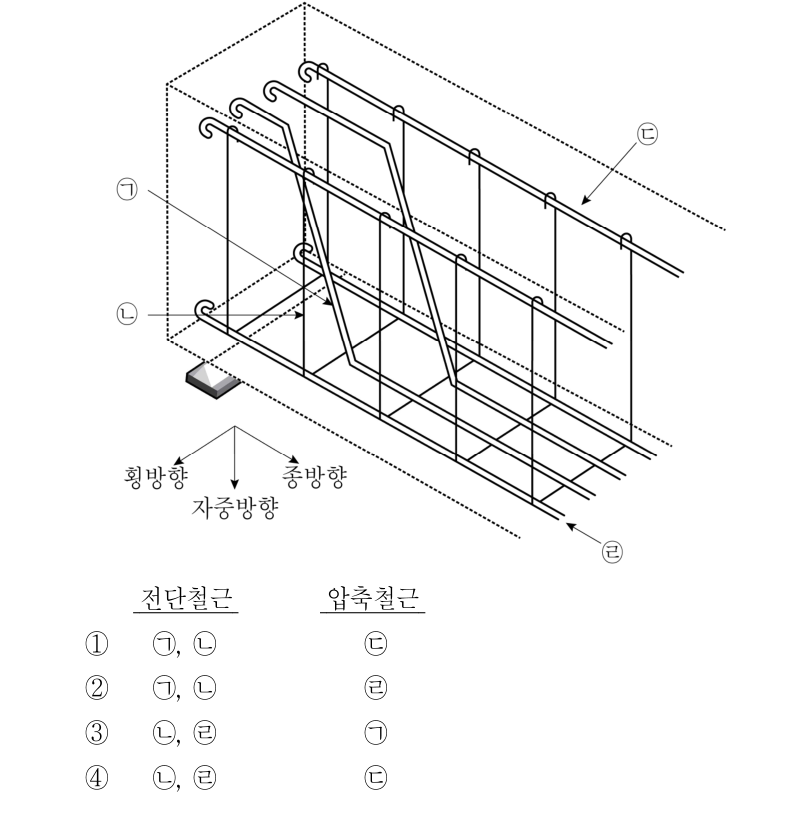 ㉢
㉠
㉡
횡방향 종방향
자중방향
㉣
전단철근 압축철근
① ㉠, ㉡ ㉢
② ㉠, ㉡ ㉣
③ ㉡, ㉣ ㉠
④ ㉡, ㉣ ㉢